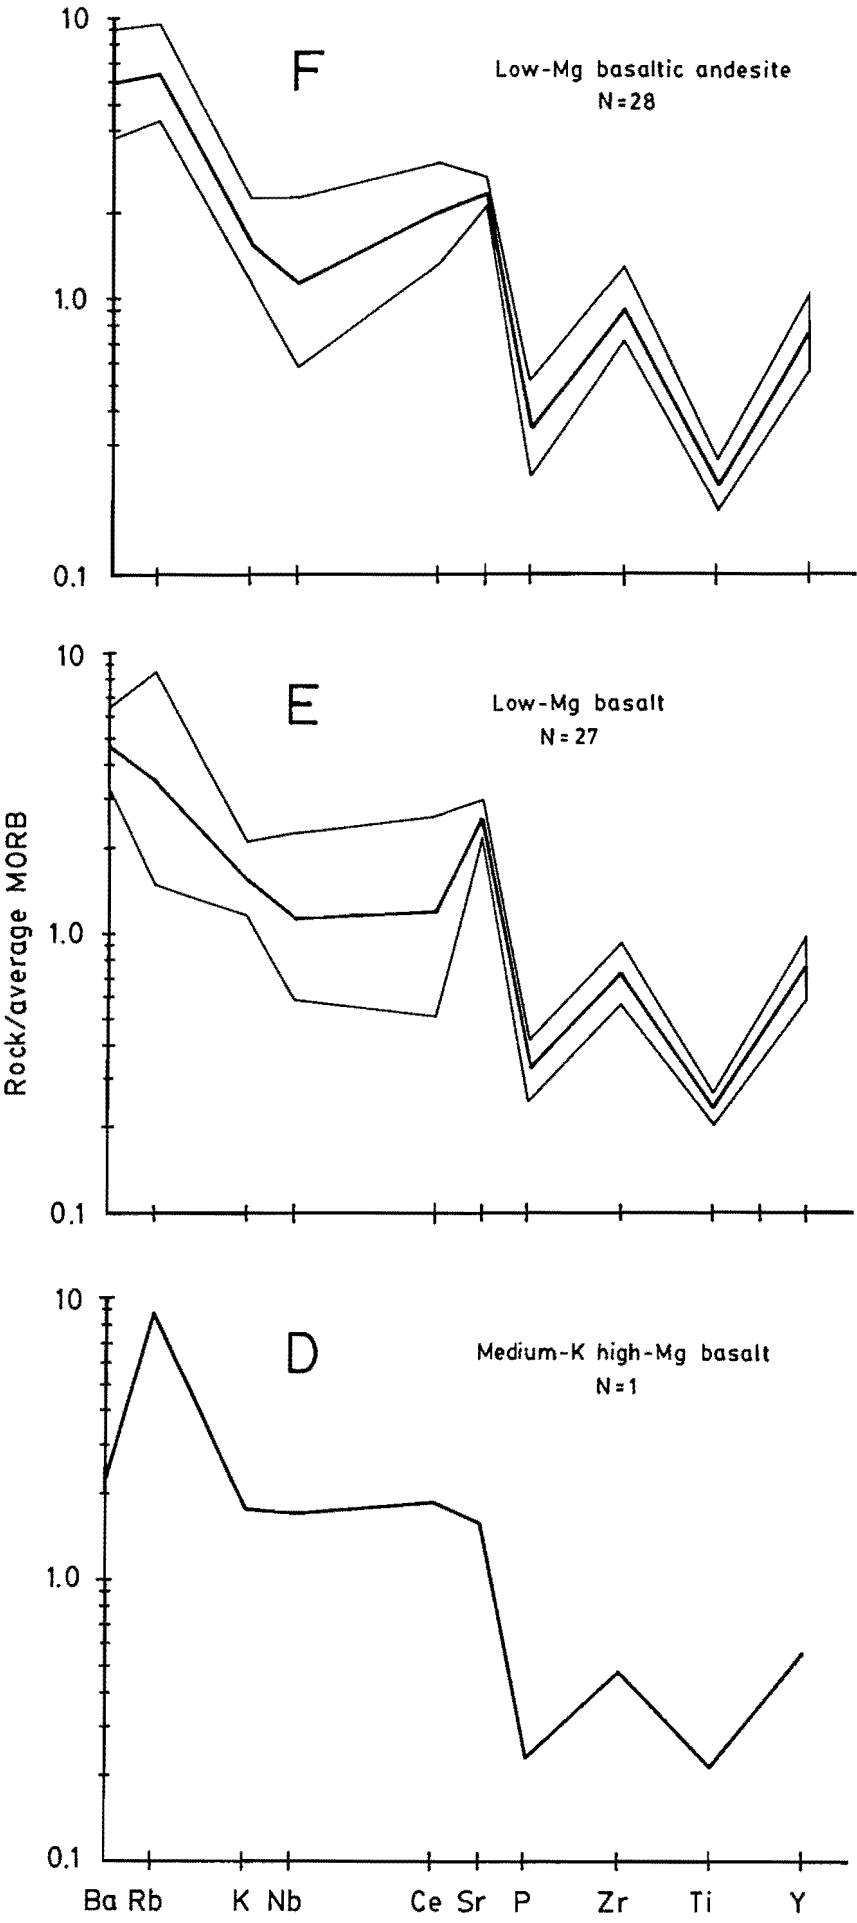 10
F
Low-Mg basaltic andesite
N=28
1.0
0.1
10
E
Low-Mg basalt
N=27
Rock/average MORB
1.0
0.1
10
D
Medium-K high-Mg basalt
N=1
1.0
0.1
Ba Rb K Nb Ce Sr P Zr Ti Y